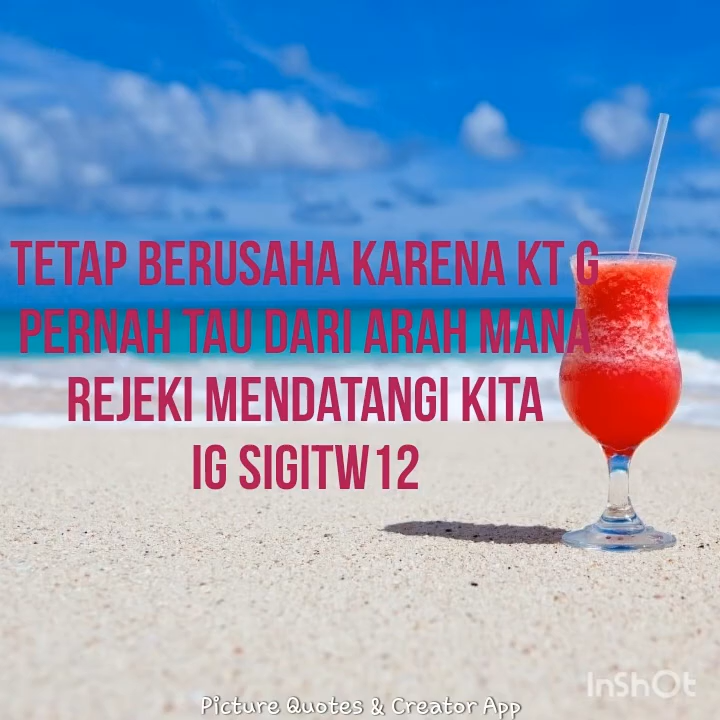 TETAP BERUSAHA KARENA KT G
PERNAH TAU DARI ARAH MANA
REJEKI MENDATANGI KITA
IG SIGITW12
InShOt
Picture Quotes & Creator App